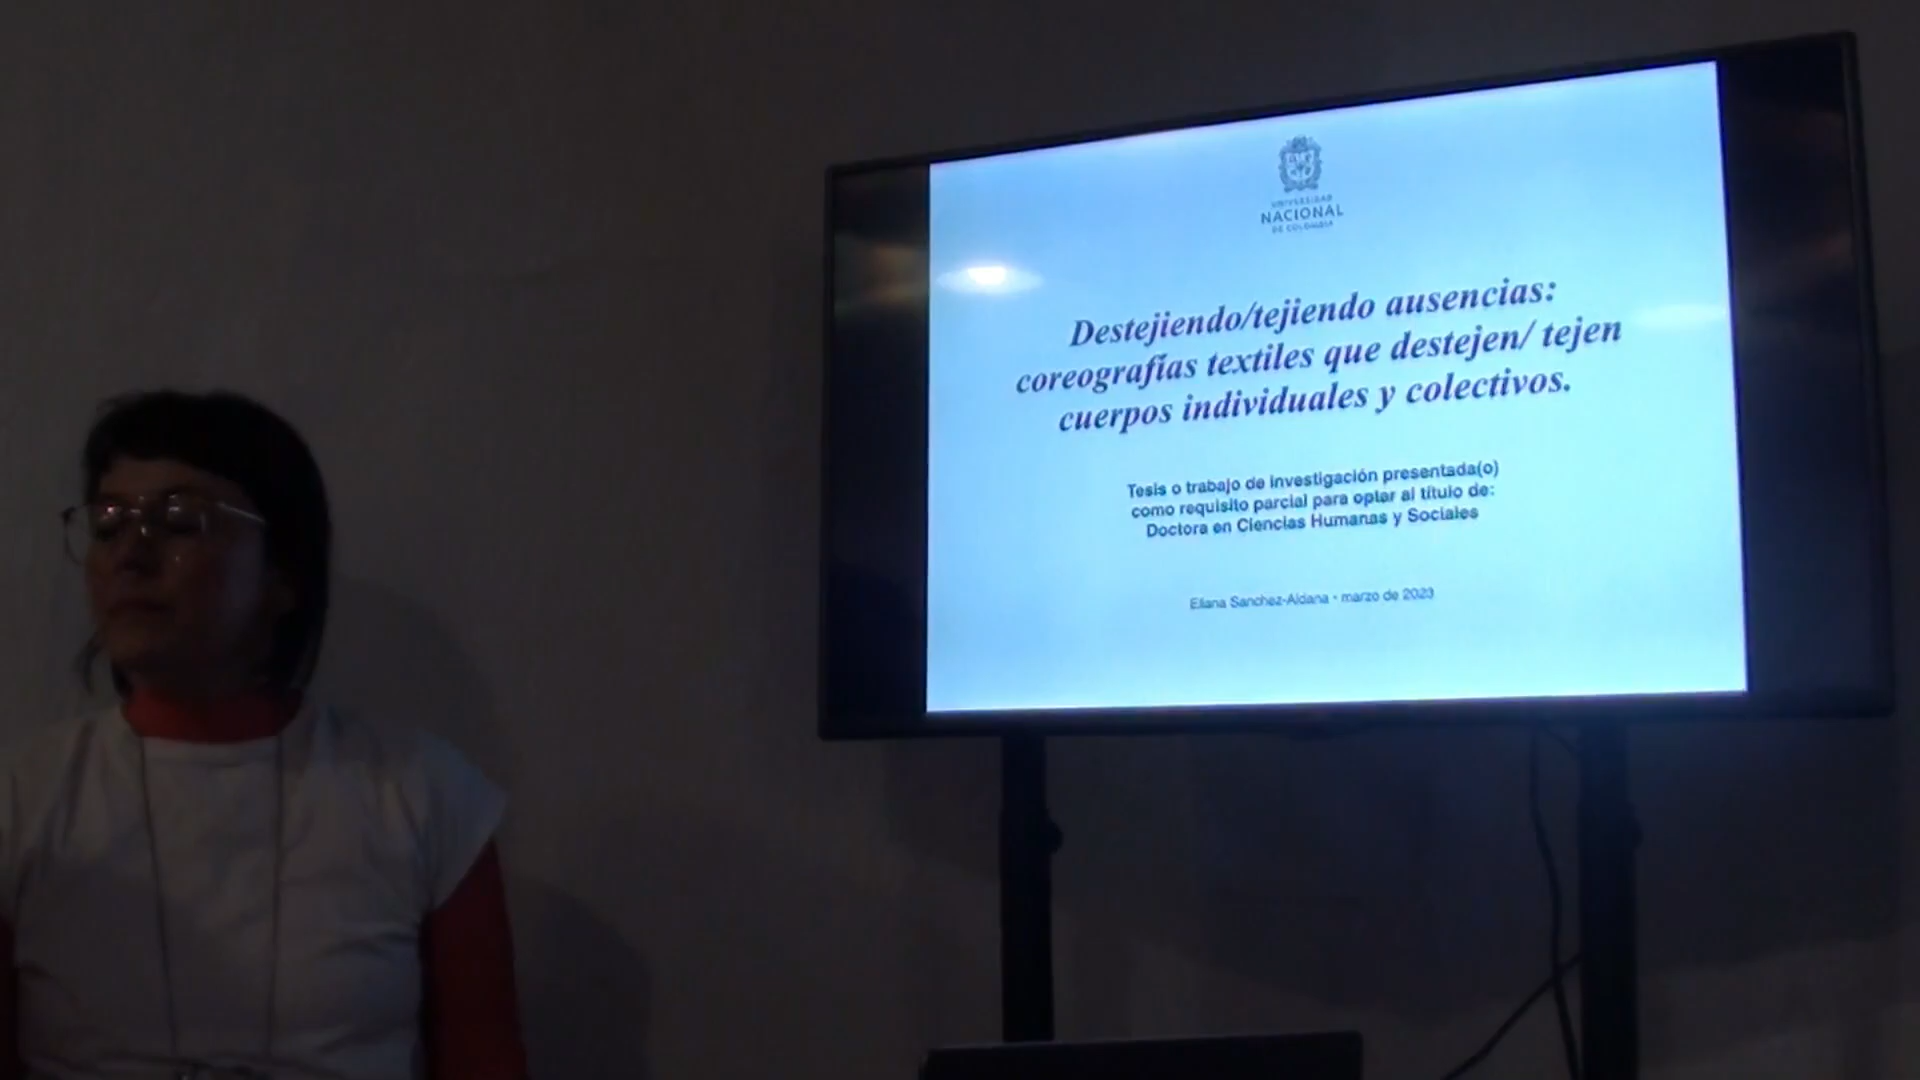 UNIVERSIDAD
NACIONAL
DE COLOMBIA
Destejiendo/tejiendo ausencias:
coreografías textiles que destejen/ tejen
cuerpos individuales y colectivos.
Tesis o trabajo de investigación presentada(o)
como requisito parcial para optar al título de:
Doctora en Ciencias Humanas y Sociales
Eliana Sanchez-Aldana • marzo de 2023